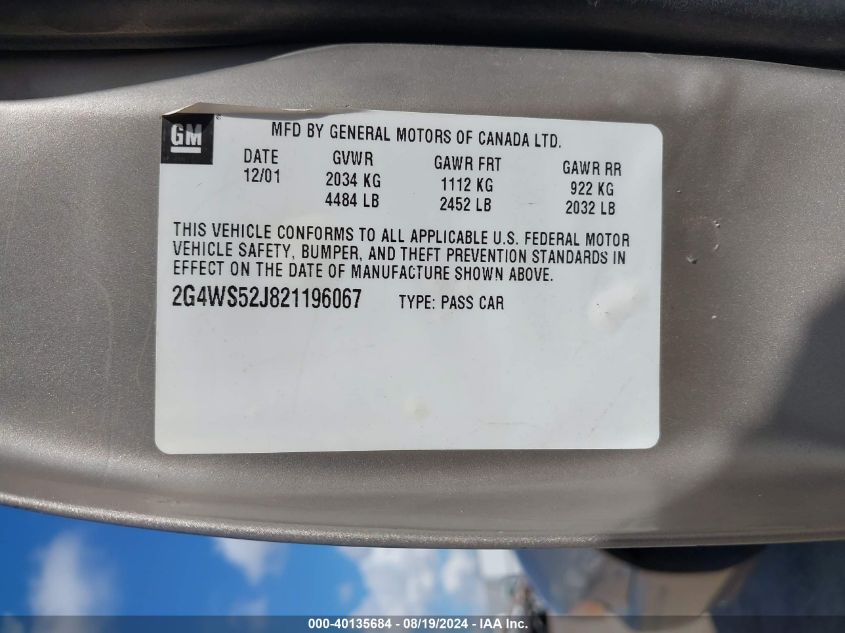 GM
MFD BY GENERAL MOTORS OF CANADA LTD.
DATE GVWR GAWR FRT GAWR RR
12/01 2034 KG 1112 KG 922 KG
4484 LB 2452 LB 2032 LB
THIS VEHICLE CONFORMS TO ALL APPLICABLE U.S. FEDERAL MOTOR
VEHICLE SAFETY, BUMPER, AND THEFT PREVENTION STANDARDS IN
EFFECT ON THE DATE OF MANUFACTURE SHOWN ABOVE.
2G4WS52J821196067 TYPE: PASS CAR
000-40135684 - 08/19/2024 - IAA Inc.